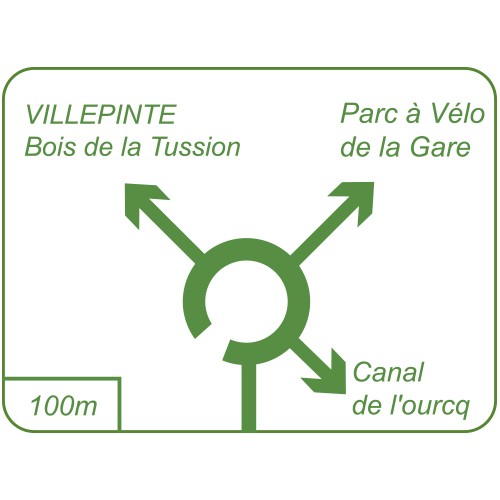 VILLEPINTE
Bois de la Tussion
Parc à Vélo
de la Gare
Canal
de l'ourcq
100m